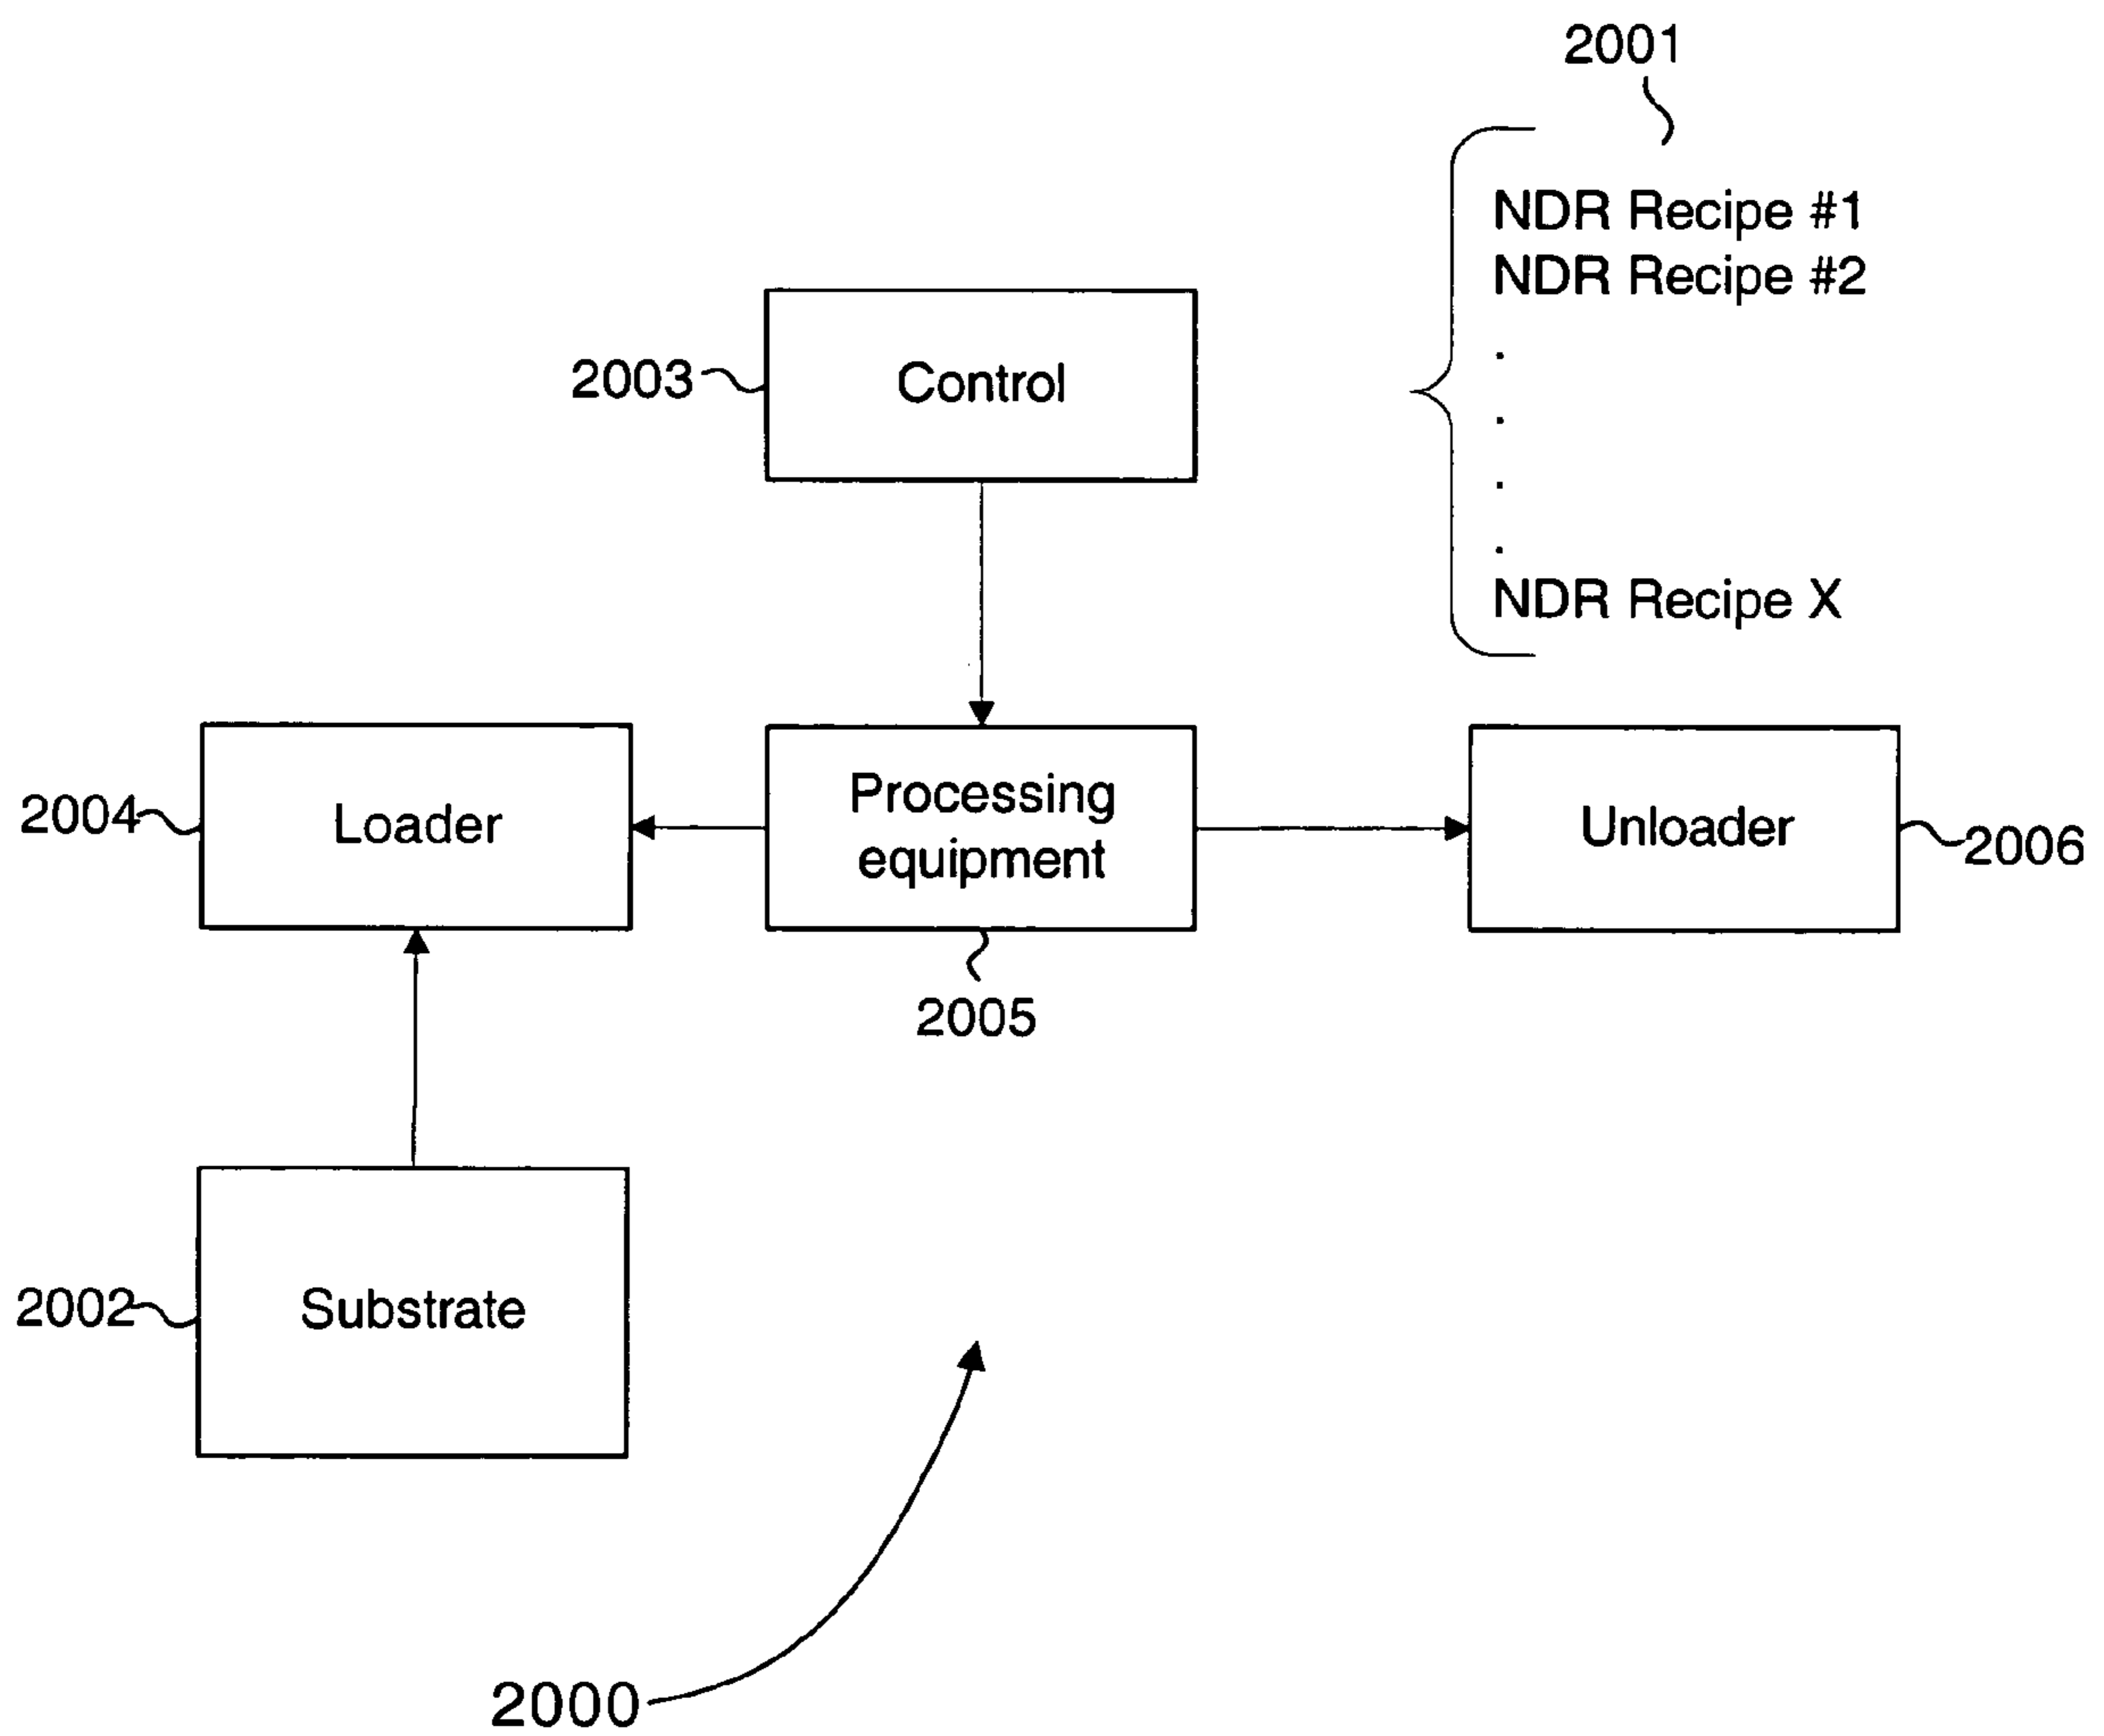 2001
NDR Recipe #1
NDR Recipe #2
.
.
.
.
NDR Recipe X
2003
Control
2004
Loader
Processing
equipment
Unloader
2006
2005
2002
Substrate
2000